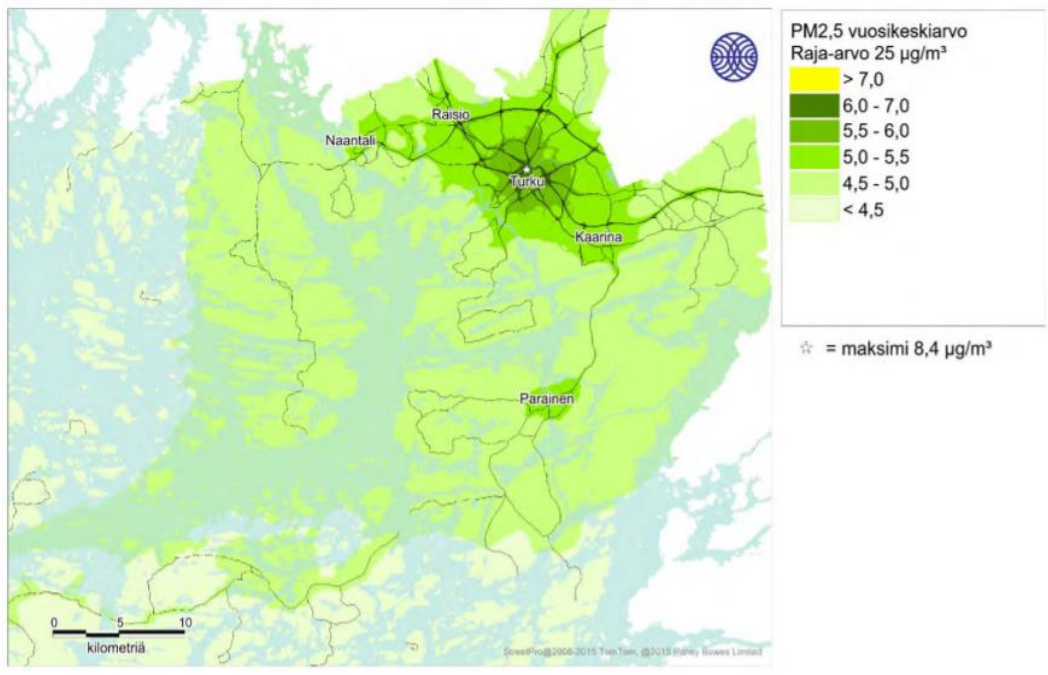 PM2,5 vuosikeskiarvo
Raja-arvo 25 µg/m³
> 7,0
6,0 - 7,0
5,5 - 6,0
5,0 - 5,5
4,5 - 5,0
< 4,5
☆ = maksimi 8,4 µg/m³
Raisio
Naantali
Turku
Kaarina
Parainen
0 5 10
kilometriä
StreetPro@2006-2015 TomTom, @2015 Pitney Bowes Limited